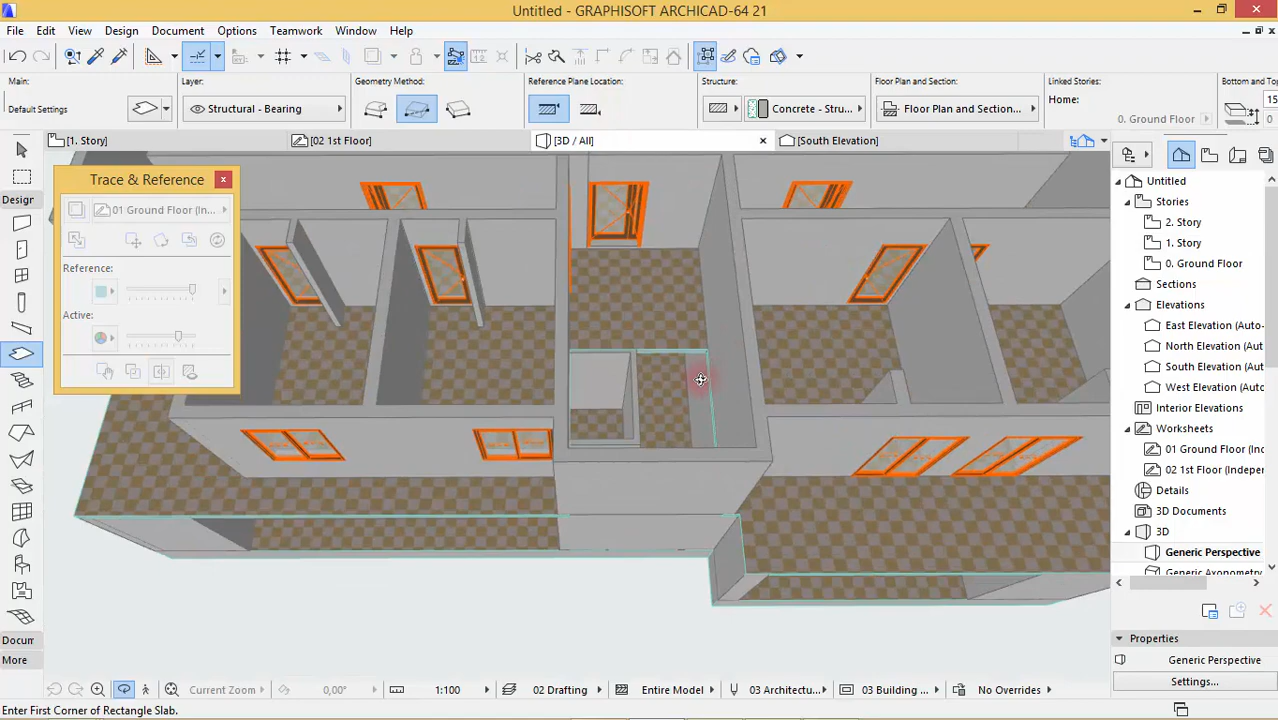 Untitled - GRAPHISOFT ARCHICAD-64 21
File Edit View Design Document Options Teamwork Window Help
Main: Layer: Geometry Method: Reference Plane Location: Structure: Floor Plan and Section: Linked Stories: Bottom and To
Default Settings Structural - Bearing Concrete - Stru... Floor Plan and Section... Home: 15
0. Ground Floor 0
[1. Story] [02 1st Floor] [3D / All] [South Elevation]
Trace & Reference
01 Ground Floor (In...
Reference:
Active:
Design
Docum
More
Untitled
Stories
2. Story
1. Story
0. Ground Floor
Sections
Elevations
East Elevation (Auto-
North Elevation (Aut
South Elevation (Aut
West Elevation (Auto
Interior Elevations
Worksheets
01 Ground Floor (Inc
02 1st Floor (Indeper
Details
3D Documents
3D
Generic Perspective
Generic Axonometry
Properties
Generic Perspective
Settings...
Current Zoom 0,00° 1:100 02 Drafting Entire Model 03 Architectu... 03 Building ... No Overrides
Enter First Corner of Rectangle Slab.